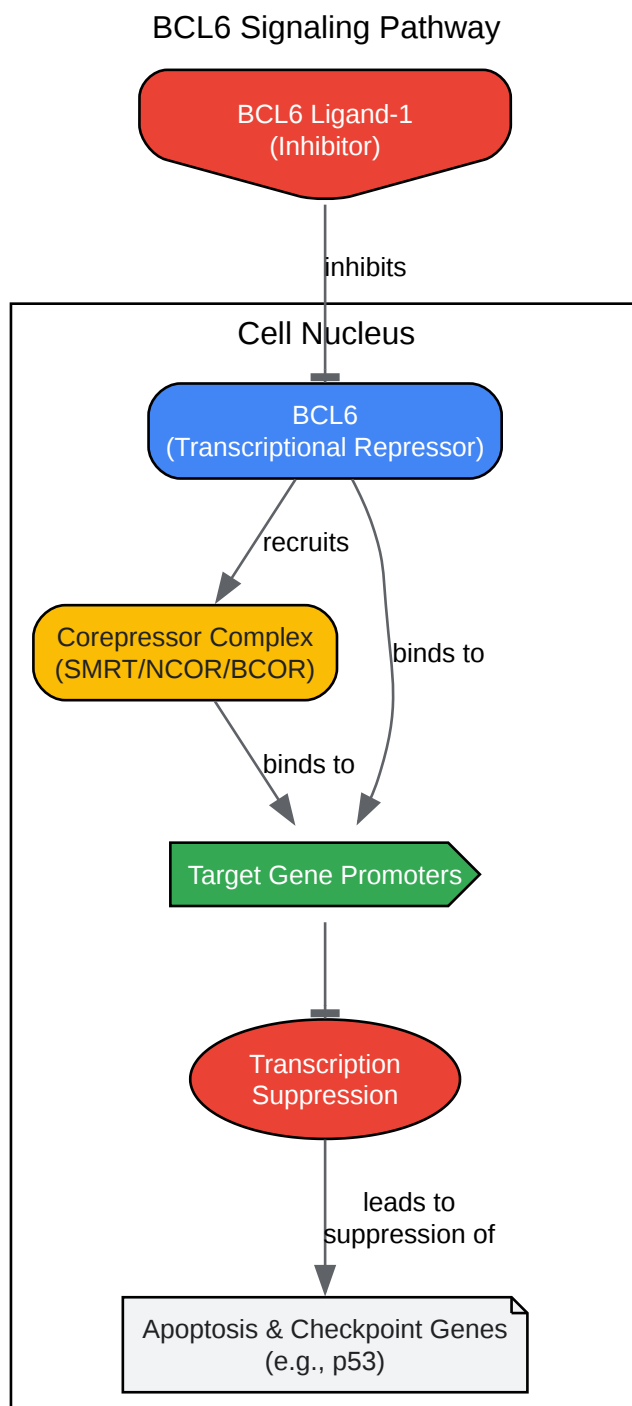 BCL6 Signaling Pathway
BCL6 Ligand-1
(Inhibitor)
inhibits
Cell Nucleus
BCL6
(Transcriptional Repressor)
recruits
Corepressor Complex
(SMRT/NCOR/BCOR)
binds to
binds to
Target Gene Promoters
Transcription
Suppression
leads to
suppression of
Apoptosis & Checkpoint Genes
(e.g., p53)